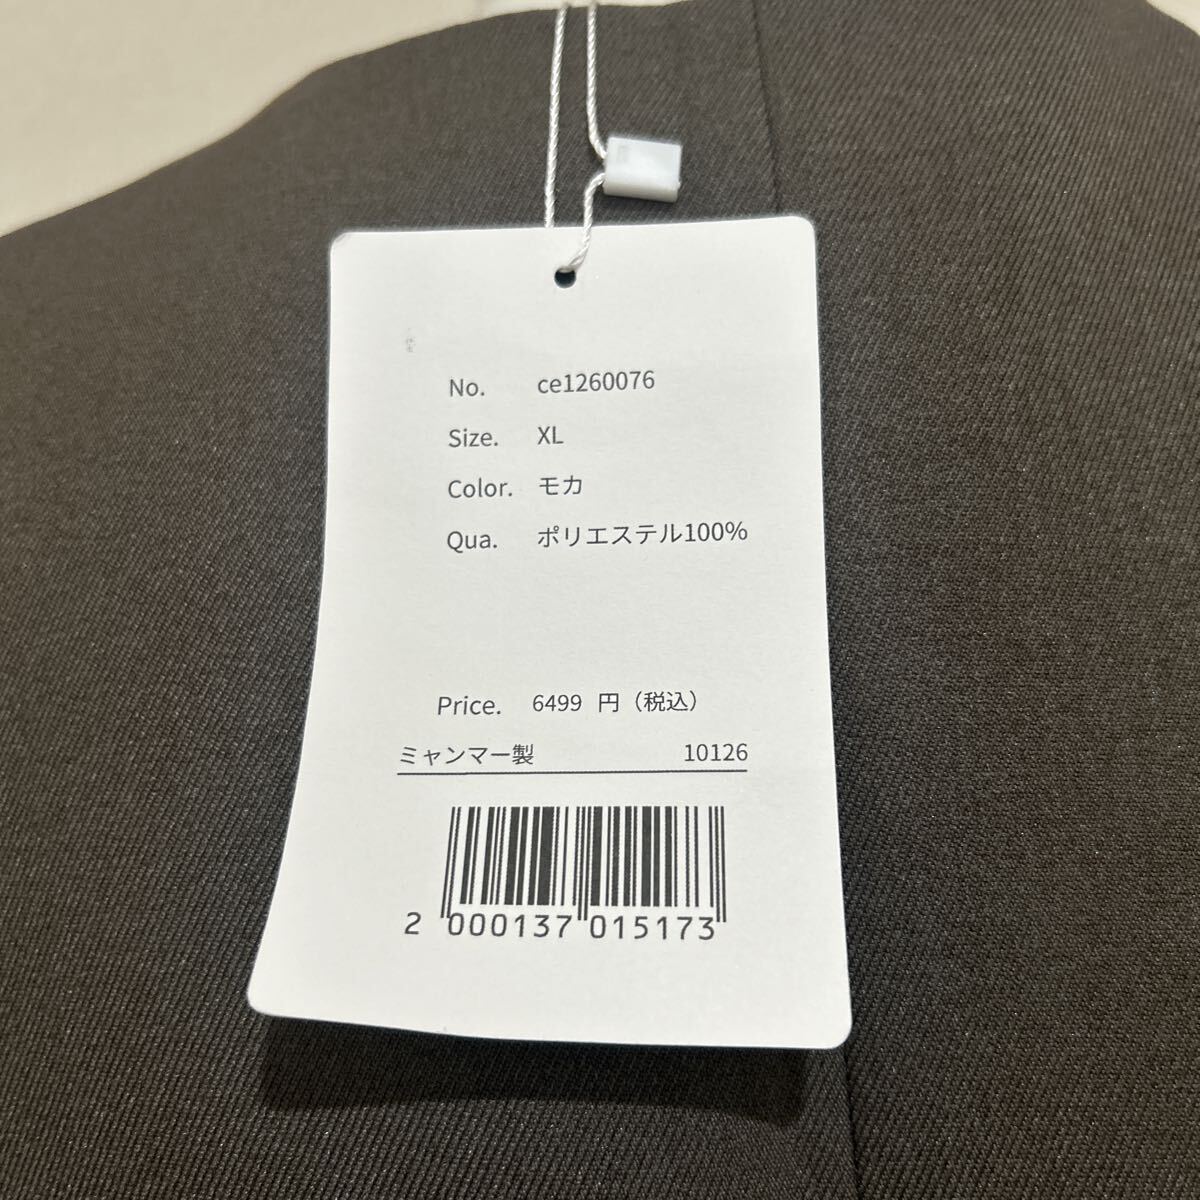 No. ce1260076
Size. XL
Color. モカ
Qua. ポリエステル100%
Price. 6499 円（税込）
ミャンマー製 10126
2 000137 015173